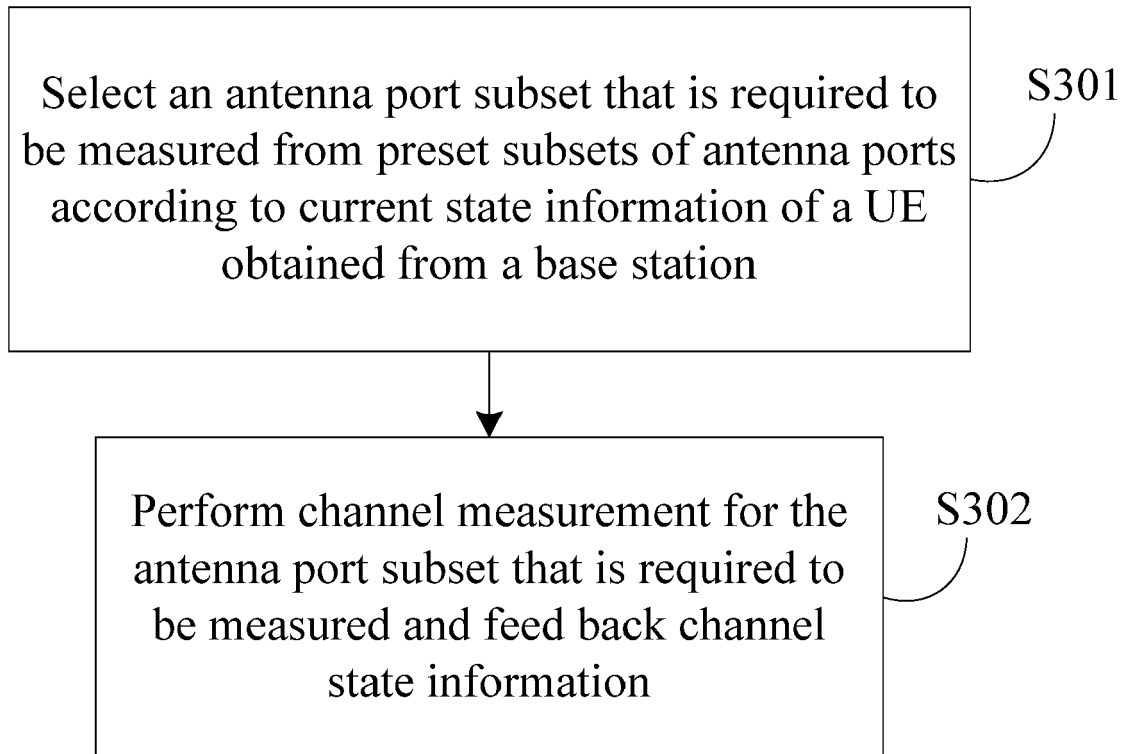 Select an antenna port subset that is required to
be measured from preset subsets of antenna ports
according to current state information of a UE
obtained from a base station
S301
Perform channel measurement for the
antenna port subset that is required to
be measured and feed back channel
state information
S302